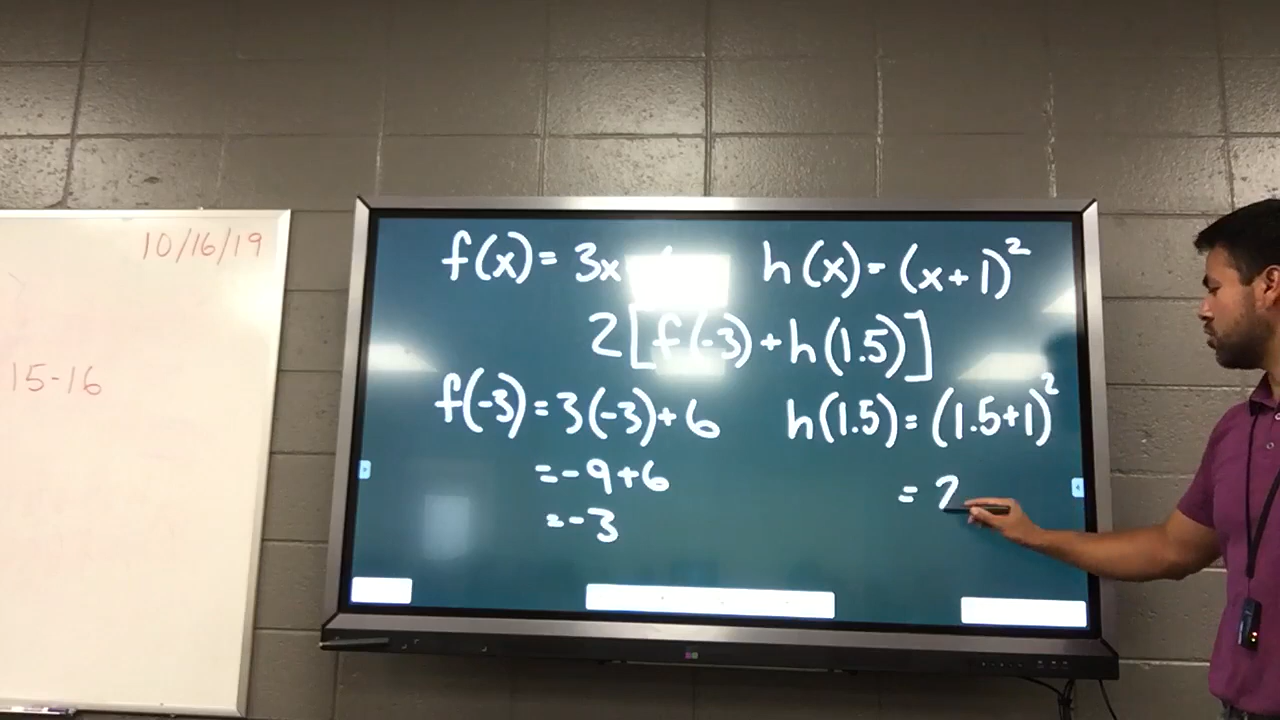 10/16/19
15-16
f(x) = 3x
h(x) = (x+1)²
2[f(-3)+h(1.5)]
f(-3) = 3(-3)+6
h(1.5) = (1.5+1)²
= -9+6
= 2
= -3